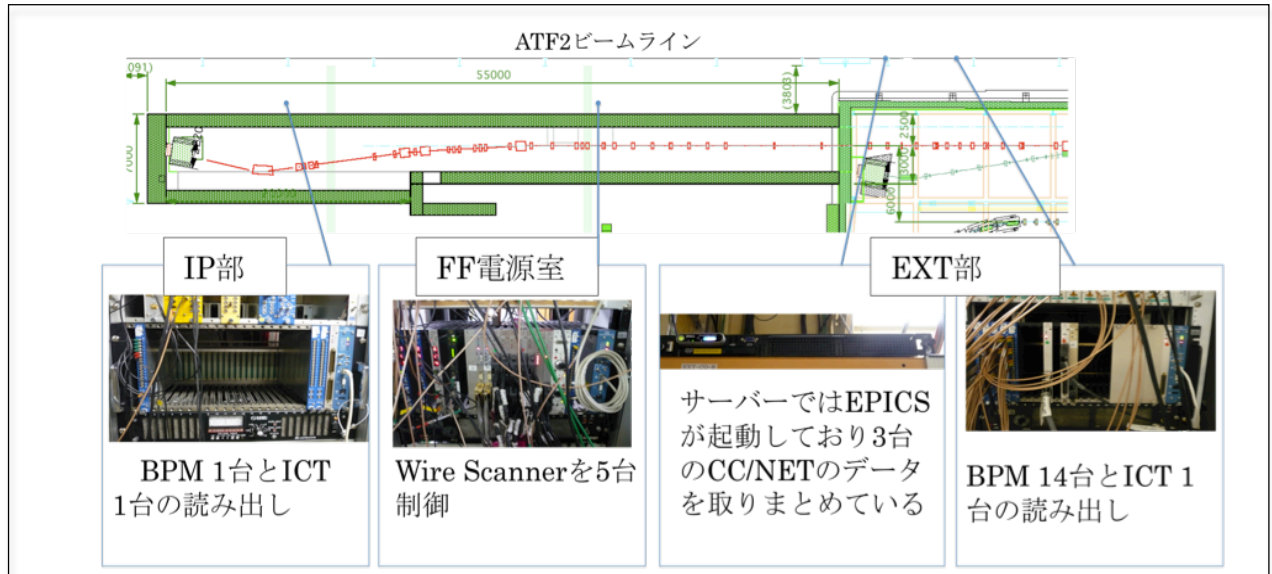 ATF2ビームライン
091)
55000
(3803)
7000
2500
3000
6000
IP部
FF電源室
EXT部
BPM 1台とICT
1台の読み出し
Wire Scannerを5台
制御
サーバーではEPICS
が起動しており3台
のCC/NETのデータ
を取りまとめている
BPM 14台とICT 1
台の読み出し